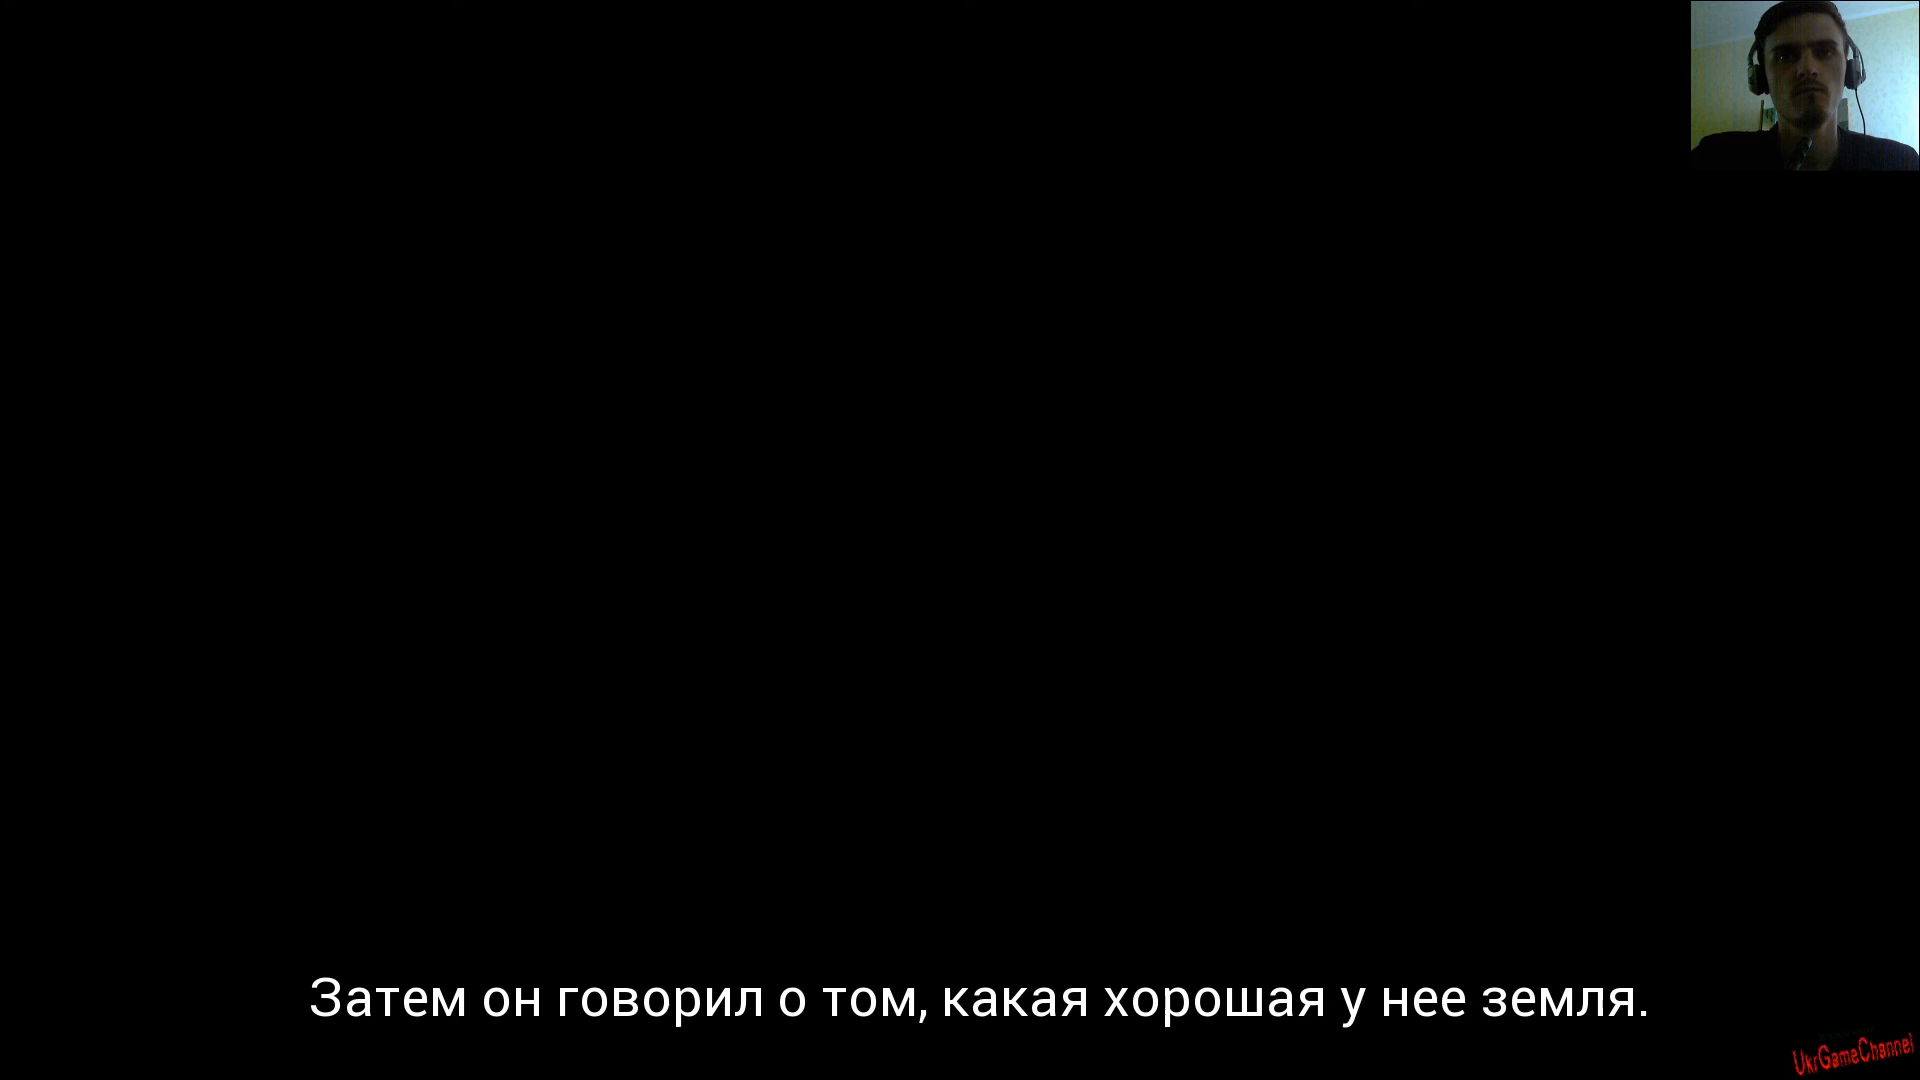 Затем он говорил о том, какая хорошая у нее земля.
UkrGameChannel